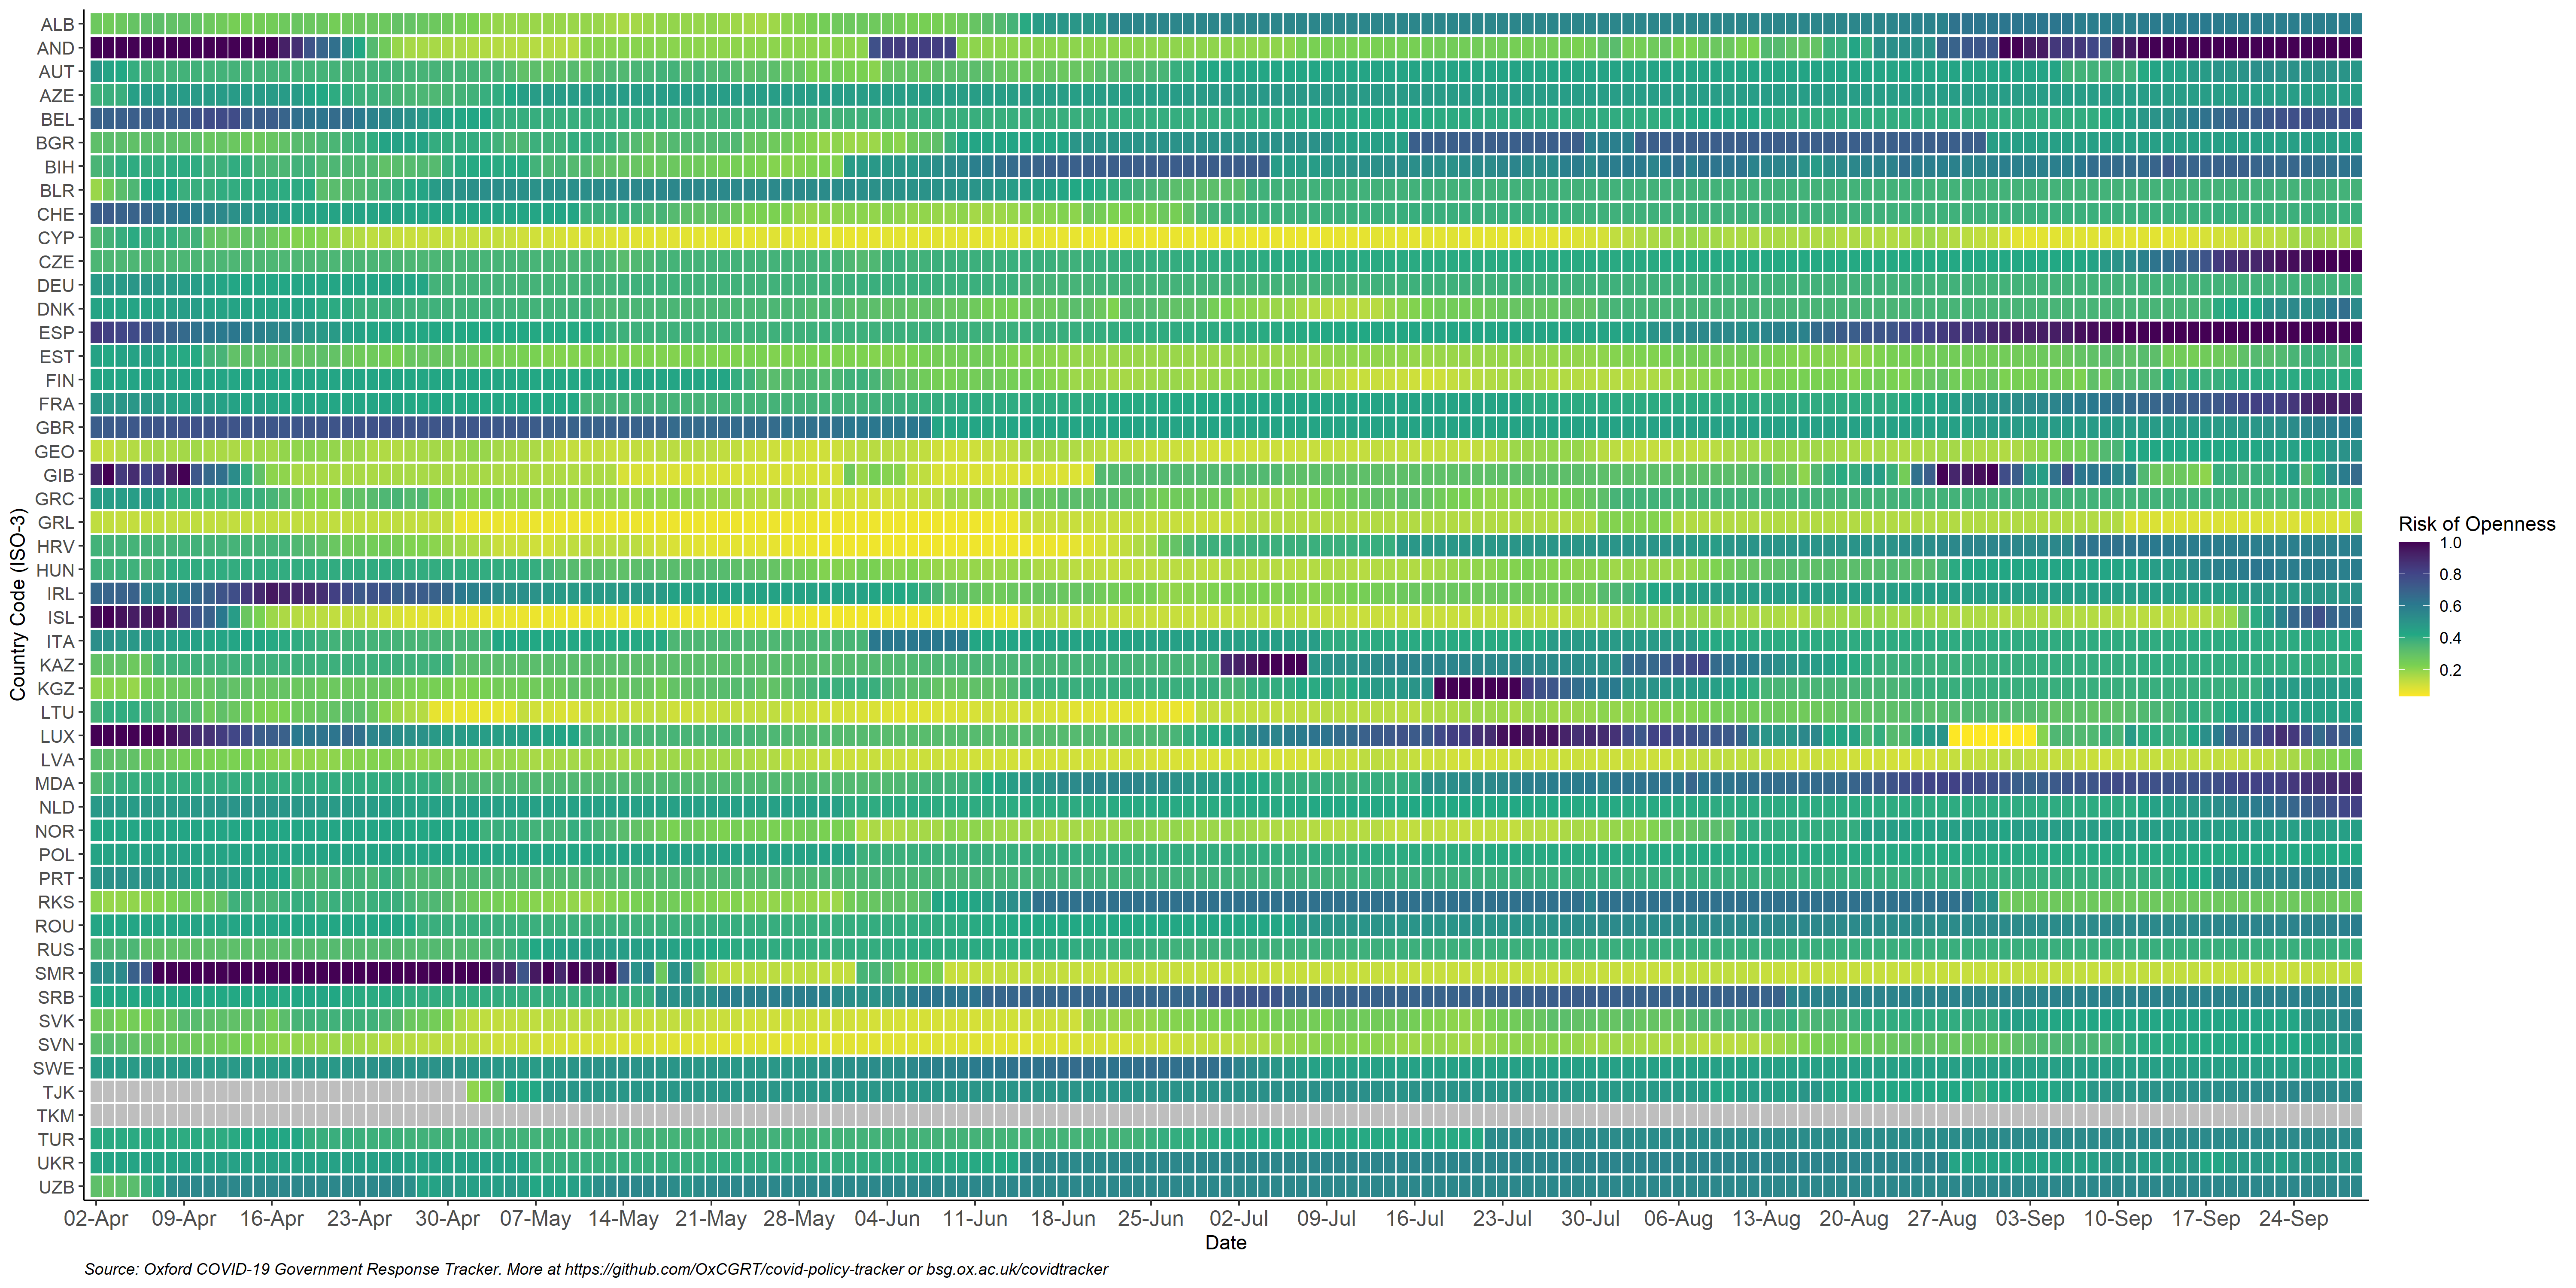 ALB
AND
AUT
AZE
BEL
BGR
BIH
BLR
CHE
CYP
CZE
DEU
DNK
ESP
EST
FIN
FRA
GBR
GEO
GIB
GRC
GRL
HRV
HUN
IRL
ISL
ITA
KAZ
KGZ
LTU
LUX
LVA
MDA
NLD
NOR
POL
PRT
RKS
ROU
RUS
SMR
SRB
SVK
SVN
SWE
TJK
TKM
TUR
UKR
UZB
Country Code (ISO-3)
02-Apr 09-Apr 16-Apr 23-Apr 30-Apr 07-May 14-May 21-May 28-May 04-Jun 11-Jun 18-Jun 25-Jun 02-Jul 09-Jul 16-Jul 23-Jul 30-Jul 06-Aug 13-Aug 20-Aug 27-Aug 03-Sep 10-Sep 17-Sep 24-Sep
Date
Risk of Openness
1.0
0.8
0.6
0.4
0.2
Source: Oxford COVID-19 Government Response Tracker. More at https://github.com/OxCGRT/covid-policy-tracker or bsg.ox.ac.uk/covidtracker